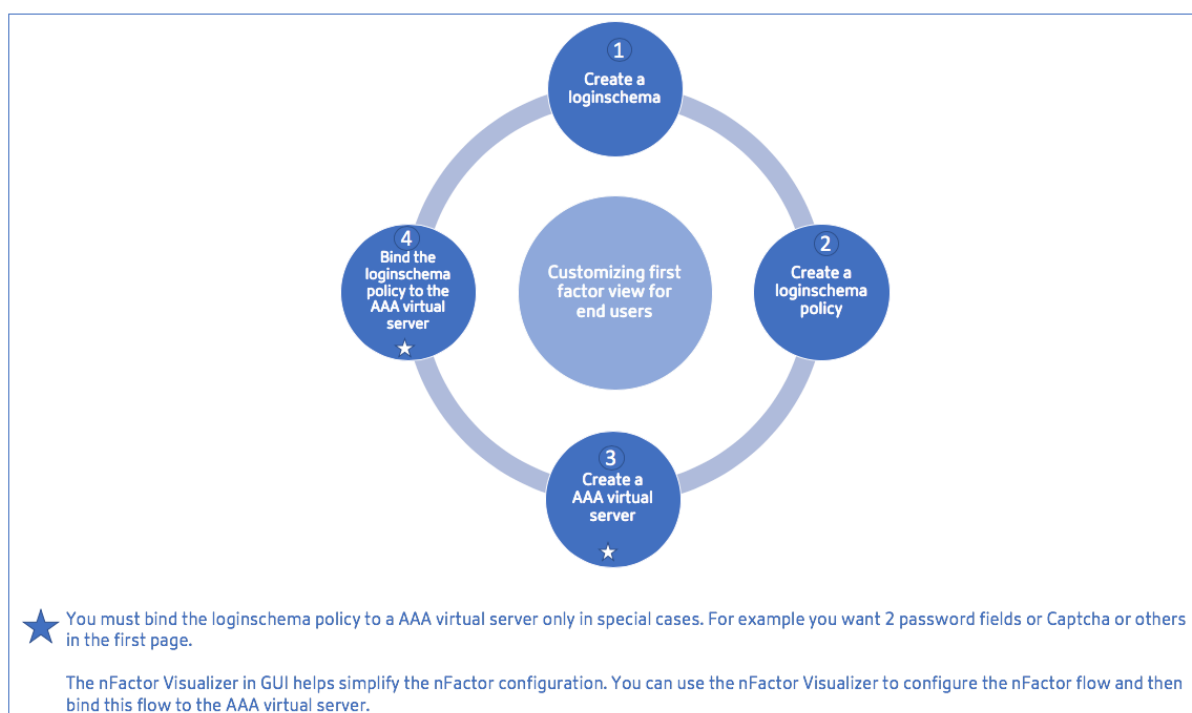 1
Create a
loginschema
2
Create a
loginschema
policy
3
Create a
AAA virtual
server
4
Bind the
loginschema
policy to the
AAA virtual
server
Customizing first
factor view for
end users
You must bind the loginschema policy to a AAA virtual server only in special cases. For example you want 2 password fields or Captcha or others
in the first page.
The nFactor Visualizer in GUI helps simplify the nFactor configuration. You can use the nFactor Visualizer to configure the nFactor flow and then
bind this flow to the AAA virtual server.